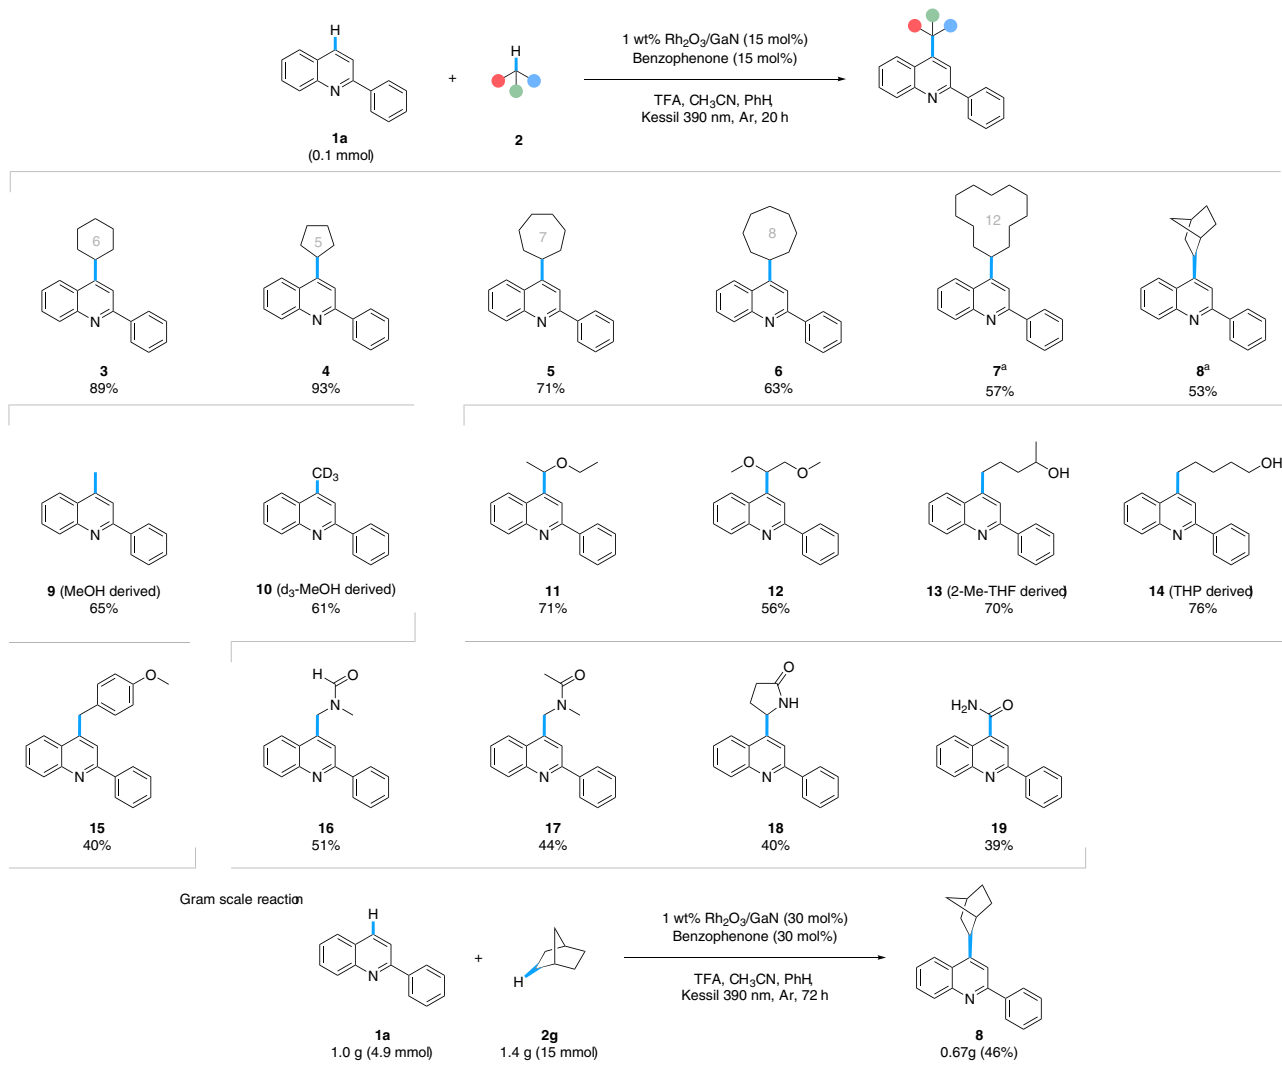 H
N
1a
(0.1 mmol)
+
H
2
1 wt% Rh₂O₃/GaN (15 mol%)
Benzophenone (15 mol%)
TFA, CH₃CN, PhH,
Kessil 390 nm, Ar, 20 h
N
6
N
3
89%
5
N
4
93%
7
N
5
71%
8
N
6
63%
12
N
7ᵃ
57%
N
8ᵃ
53%
N
9 (MeOH derived)
65%
CD₃
N
10 (d₃-MeOH derived)
61%
O
N
11
71%
O
O
N
12
56%
OH
N
13 (2-Me-THF derived)
70%
OH
N
14 (THP derived)
76%
O
N
15
40%
H
O
N
N
16
51%
O
N
N
17
44%
O
NH
N
18
40%
H₂N
O
N
19
39%
Gram scale reaction
H
N
1a
1.0 g (4.9 mmol)
+
H
2g
1.4 g (15 mmol)
1 wt% Rh₂O₃/GaN (30 mol%)
Benzophenone (30 mol%)
TFA, CH₃CN, PhH,
Kessil 390 nm, Ar, 72 h
N
8
0.67g (46%)